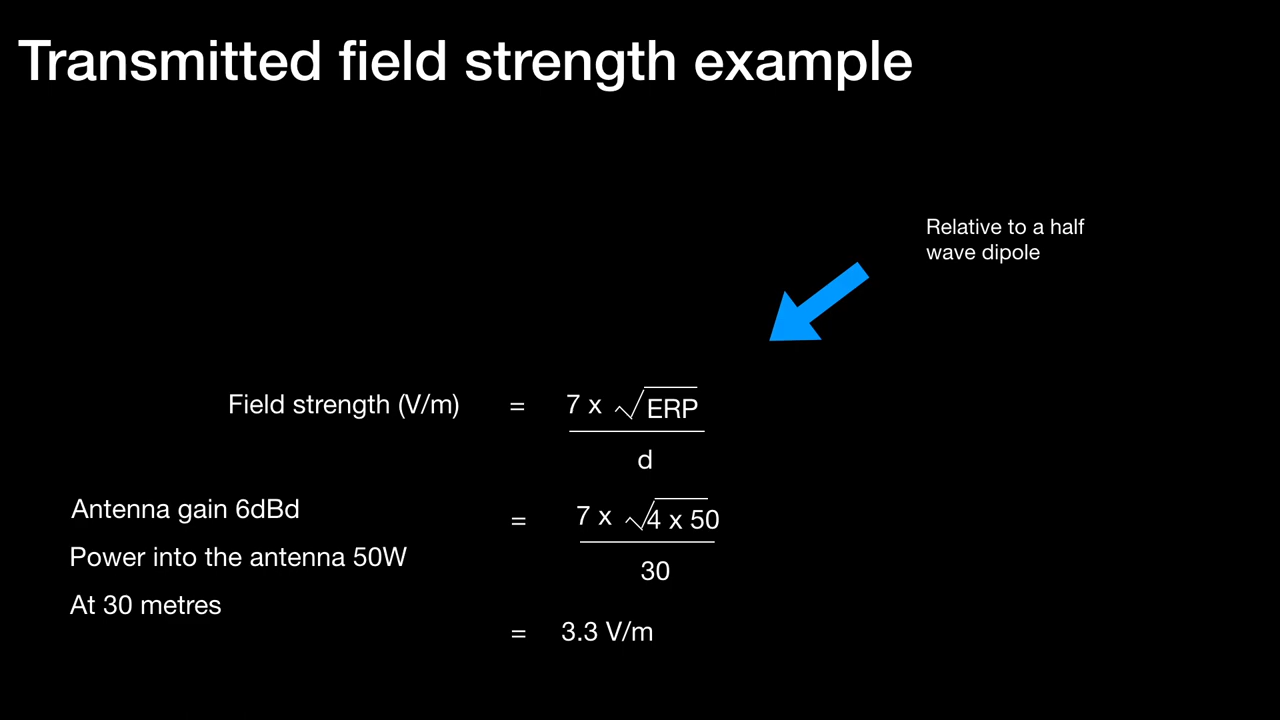 Transmitted field strength example
Relative to a half
wave dipole
Field strength (V/m) = 7 x √ERP
d
Antenna gain 6dBd
= 7 x √4 x 50
30
Power into the antenna 50W
At 30 metres
= 3.3 V/m